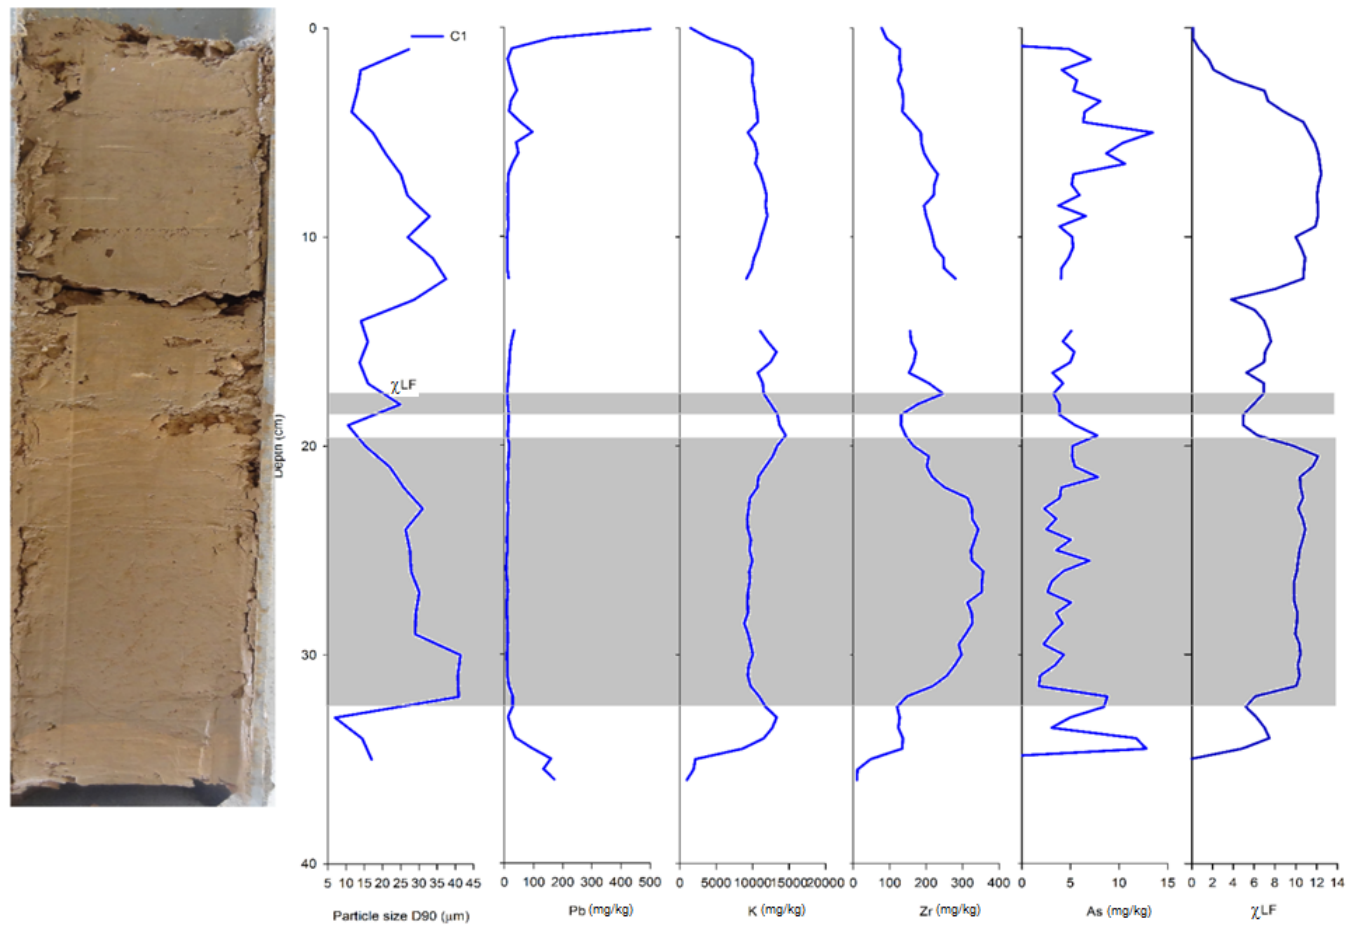 0
C1
10
χLF
Depth (cm)
20
30
40
5 10 15 20 25 30 35 40 45
0 100 200 300 400 500
0 5000 10000 15000 20000
0 100 200 300 400
0 5 10 15
0 2 4 6 8 10 12 14
Particle size D90 (µm)
Pb (mg/kg)
K (mg/kg)
Zr (mg/kg)
As (mg/kg)
χLF